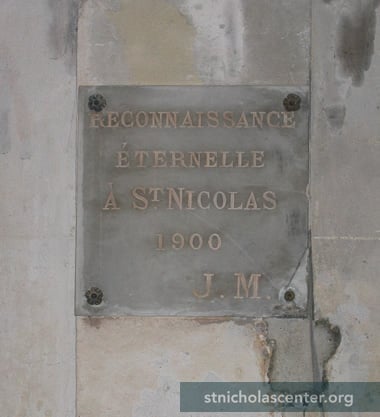 RECONNAISSANCE
ÉTERNELLE
À ST NICOLAS
1900
J. M.
stnicholascenter.org